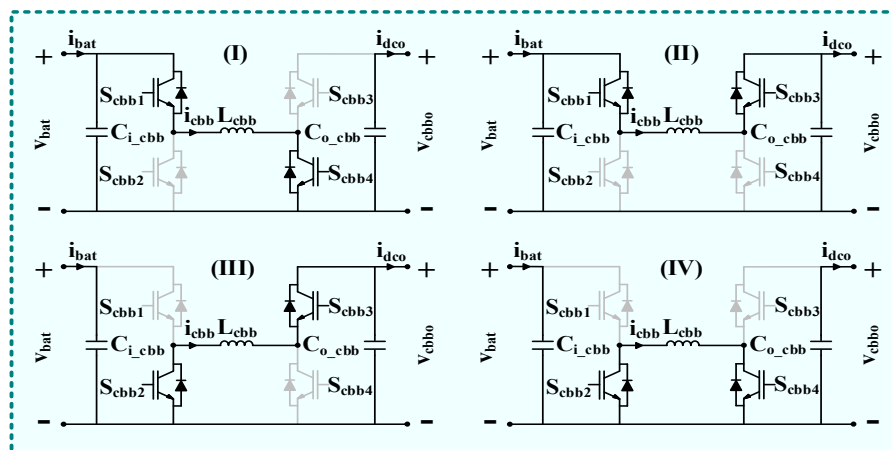 i_bat (I) i_dco
+ +
S_cbb1 S_cbb3
i_cbb L_cbb
V_bat C_i_cbb C_o_cbb V_cbbo
S_cbb2 S_cbb4
- -
i_bat (II) i_dco
+ +
S_cbb1 S_cbb3
i_cbb L_cbb
V_bat C_i_cbb C_o_cbb V_cbbo
S_cbb2 S_cbb4
- -
i_bat (III) i_dco
+ +
S_cbb1 S_cbb3
i_cbb L_cbb
V_bat C_i_cbb C_o_cbb V_cbbo
S_cbb2 S_cbb4
- -
i_bat (IV) i_dco
+ +
S_cbb1 S_cbb3
i_cbb L_cbb
V_bat C_i_cbb C_o_cbb V_cbbo
S_cbb2 S_cbb4
- -